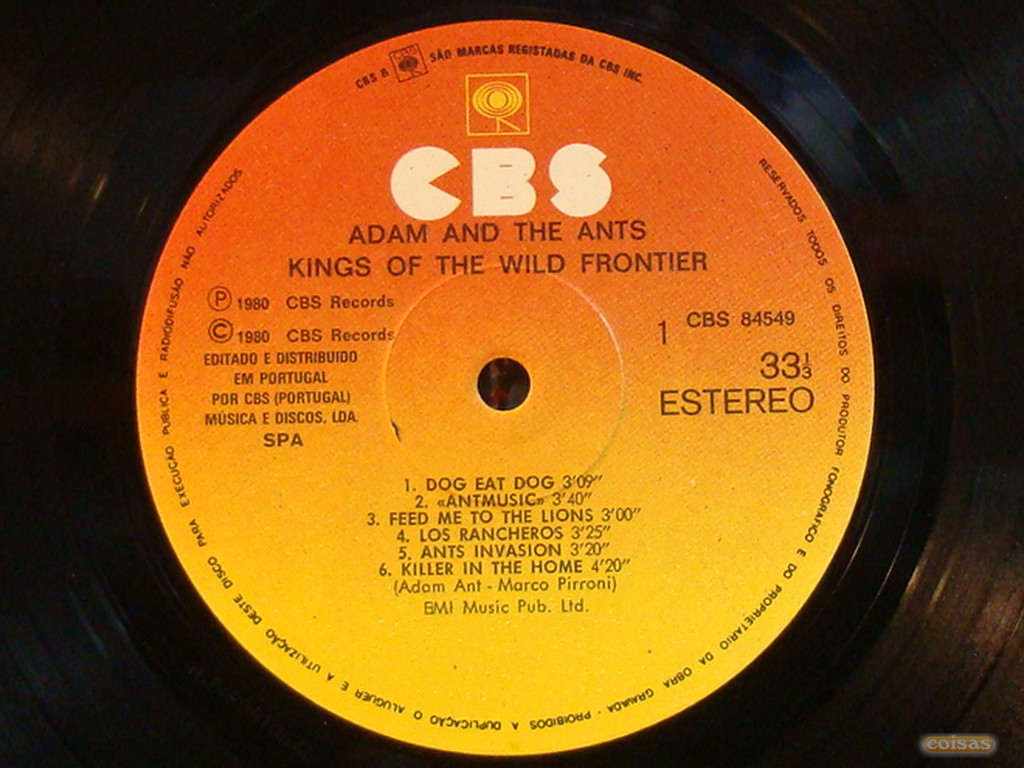 CBS & SÃO MARCAS REGISTADAS DA CBS INC.
CBS
ADAM AND THE ANTS
KINGS OF THE WILD FRONTIER
Ⓟ 1980 CBS Records
© 1980 CBS Records
EDITADO E DISTRIBUIDO
EM PORTUGAL
POR CBS (PORTUGAL)
MÚSICA E DISCOS, LDA.
SPA
1 CBS 84549
33⅓
ESTEREO
1. DOG EAT DOG 3'09"
2. «ANTMUSIC» 3'40"
3. FEED ME TO THE LIONS 3'00"
4. LOS RANCHEROS 3'25"
5. ANTS INVASION 3'20"
6. KILLER IN THE HOME 4'20"
(Adam Ant - Marco Pirroni)
EMI Music Pub. Ltd.
RESERVADOS TODOS OS DIREITOS DO PRODUTOR FONOGRAFICO E DO PROPRIETARIO DA OBRA GRAVADA - PROIBIDOS A DUPLICAÇÃO O ALUGUER E A UTILIZAÇÃO DESTE DISCO PARA EXECUÇÃO PUBLICA E RADIODIFUSÃO NÃO AUTORIZADOS
coisas